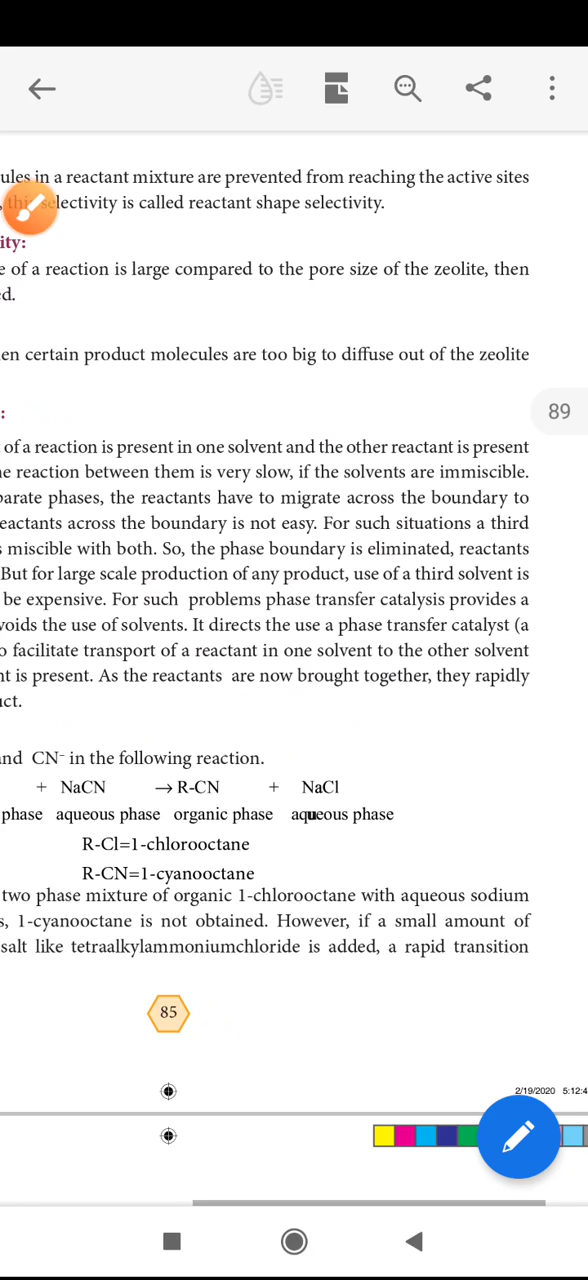 ules in a reactant mixture are prevented from reaching the active sites
, this selectivity is called reactant shape selectivity.
ity:
e of a reaction is large compared to the pore size of the zeolite, then
ed.
en certain product molecules are too big to diffuse out of the zeolite
:
89
of a reaction is present in one solvent and the other reactant is present
ne reaction between them is very slow, if the solvents are immiscible.
parate phases, the reactants have to migrate across the boundary to
eactants across the boundary is not easy. For such situations a third
s miscible with both. So, the phase boundary is eliminated, reactants
But for large scale production of any product, use of a third solvent is
be expensive. For such problems phase transfer catalysis provides a
voids the use of solvents. It directs the use a phase transfer catalyst (a
o facilitate transport of a reactant in one solvent to the other solvent
nt is present. As the reactants are now brought together, they rapidly
uct.
and CN⁻ in the following reaction.
+ NaCN → R-CN + NaCl
phase aqueous phase organic phase aqueous phase
R-Cl=1-chlorooctane
R-CN=1-cyanooctane
two phase mixture of organic 1-chlorooctane with aqueous sodium
s, 1-cyanooctane is not obtained. However, if a small amount of
salt like tetraalkylammoniumchloride is added, a rapid transition
85
2/19/2020 5:12:4